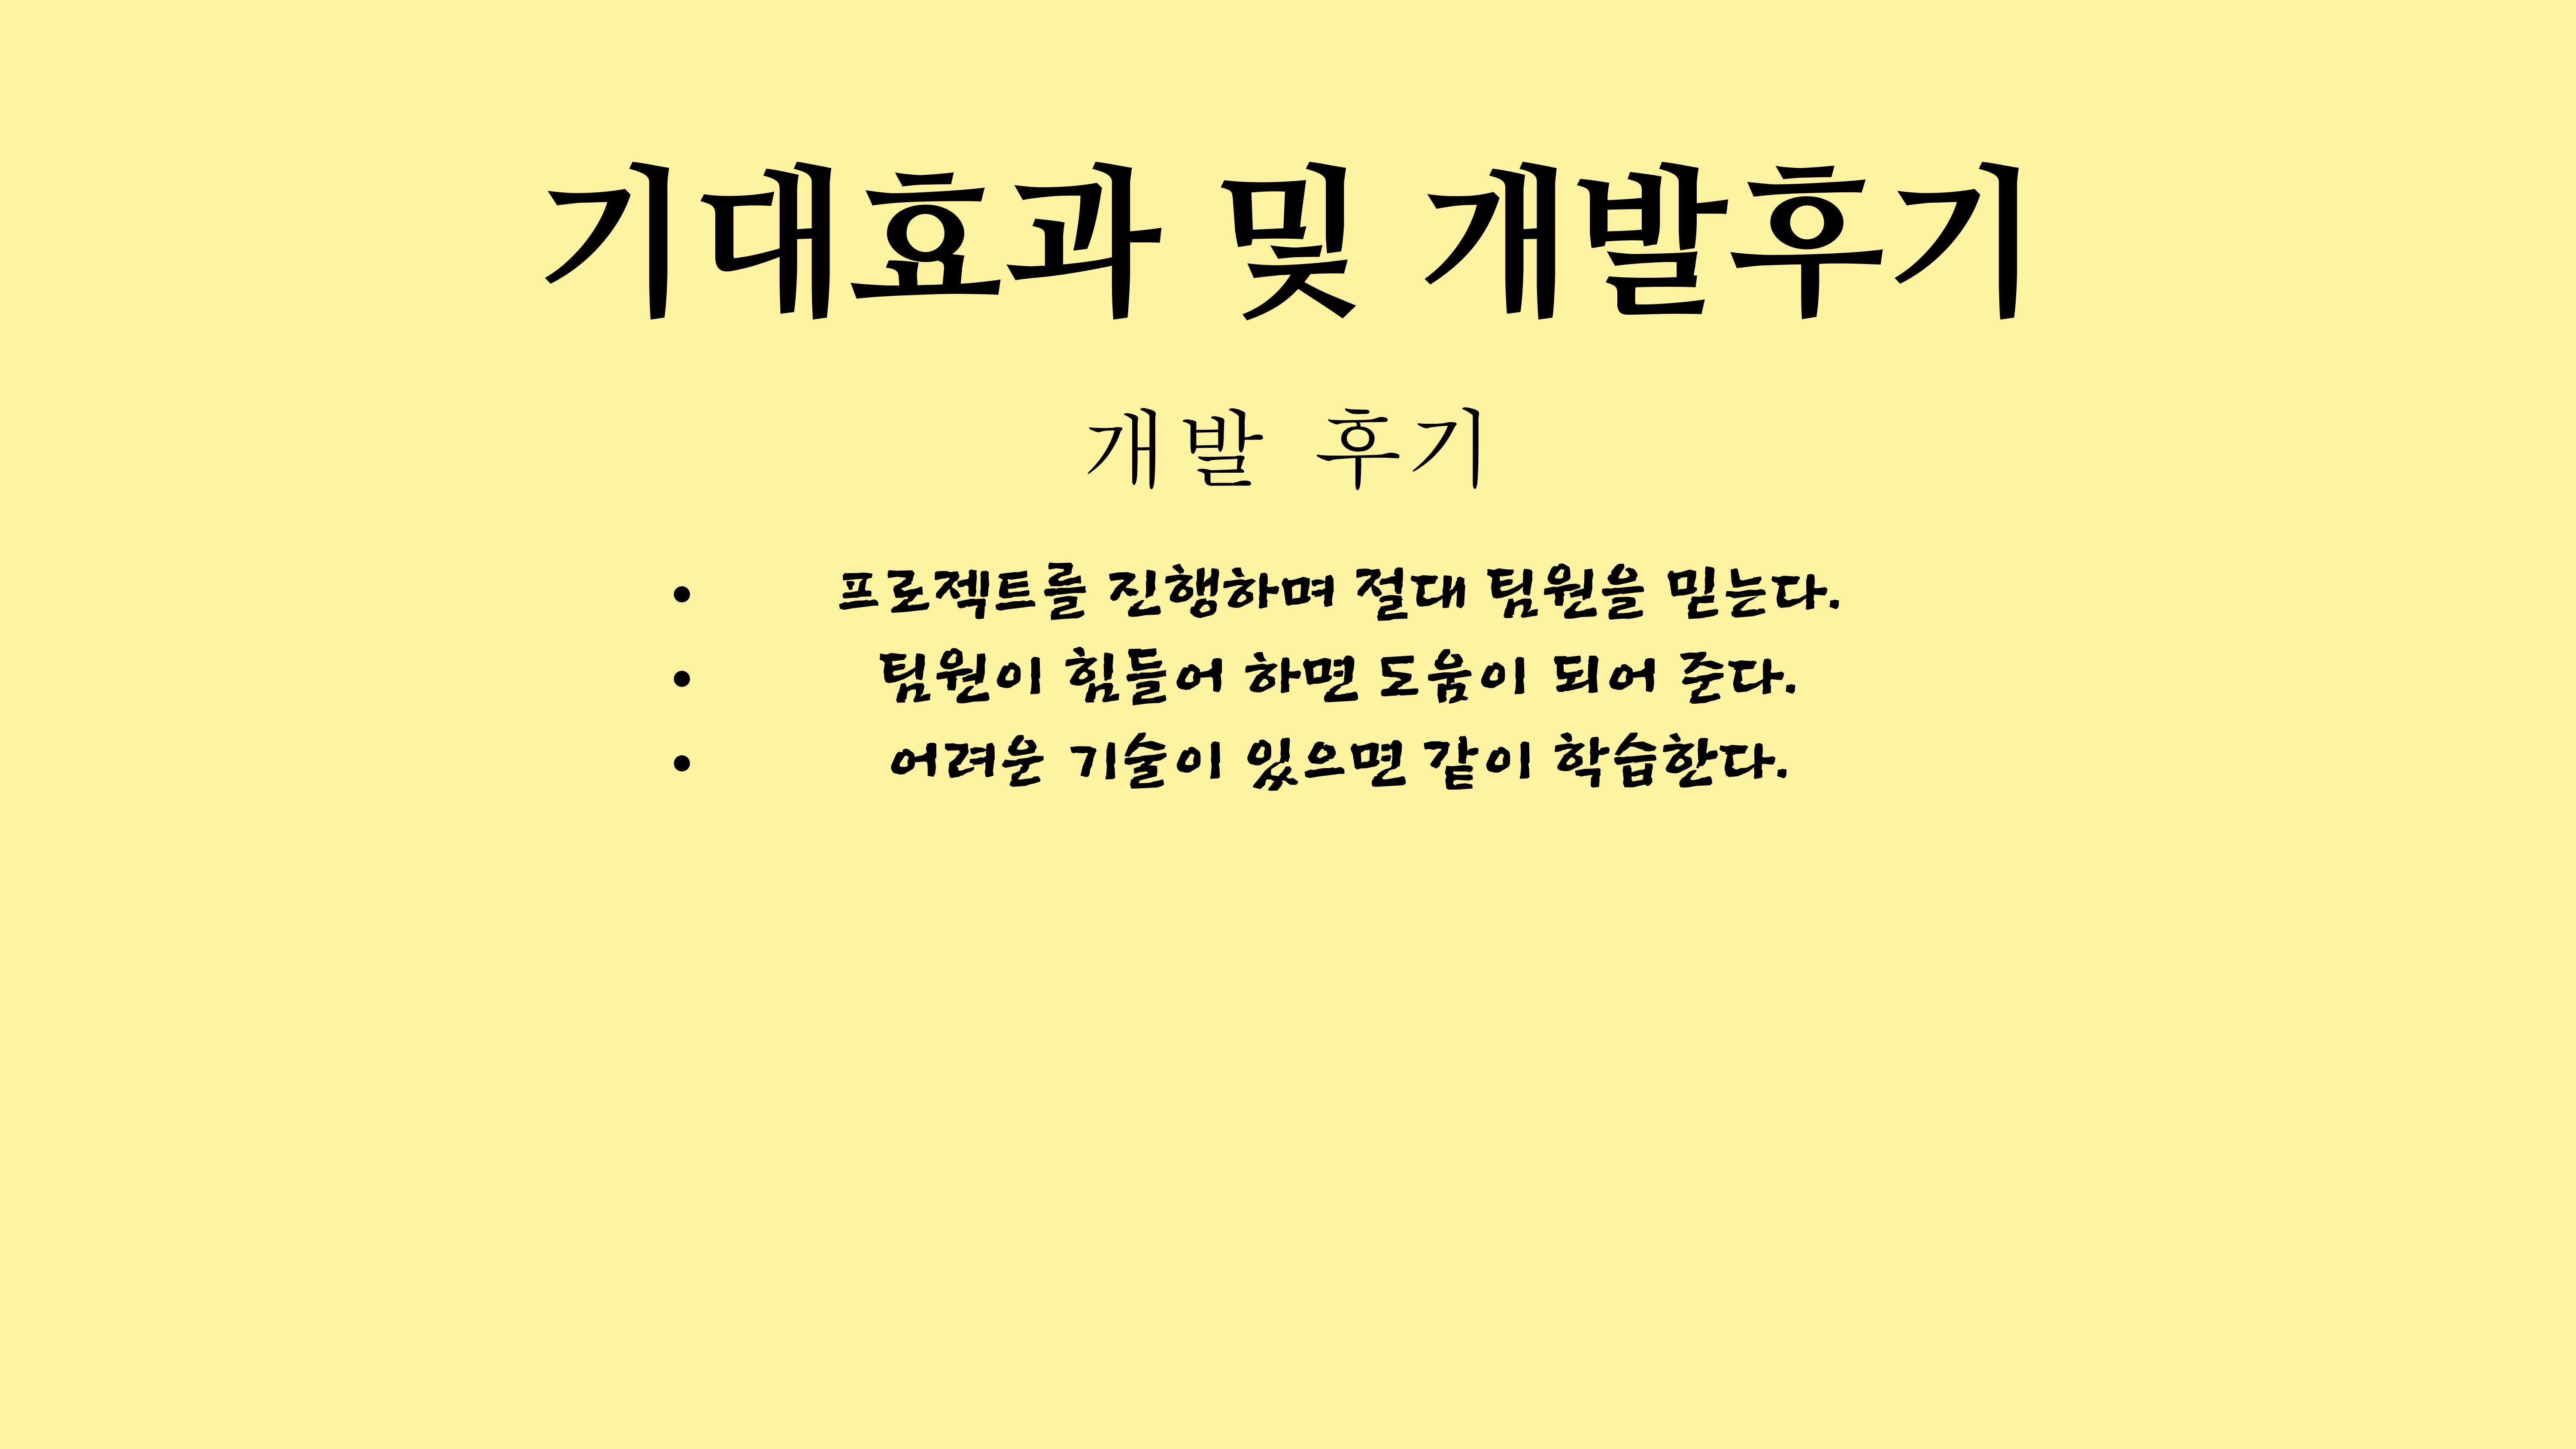 기대효과 및 개발후기
개발 후기
• 프로젝트를 진행하며 절대 팀원을 믿는다.
• 팀원이 힘들어 하면 도움이 되어 준다.
• 어려운 기술이 있으면 같이 학습한다.